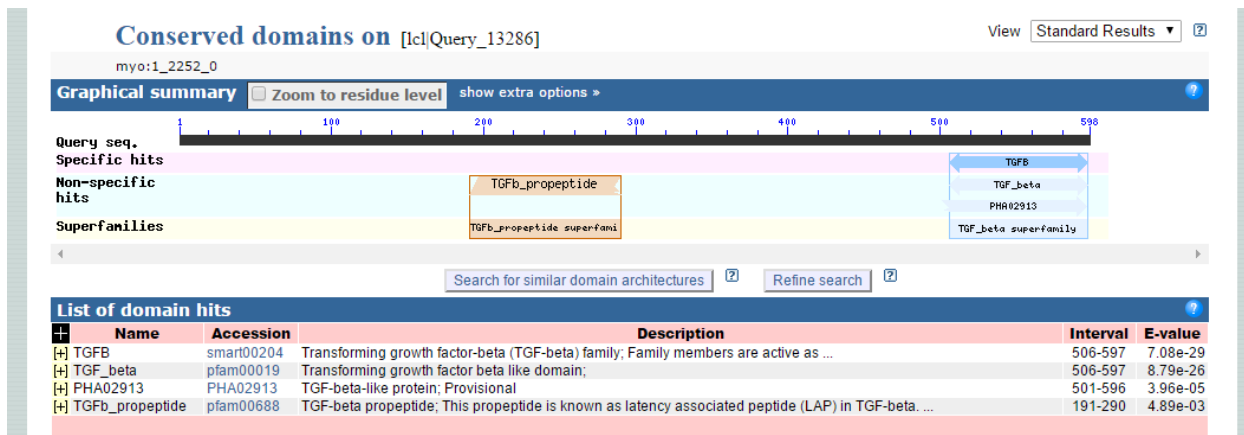 Conserved domains on [lcl|Query_13286]
View Standard Results ▼ ?
myo:1_2252_0
Graphical summary Zoom to residue level show extra options » ?
1 100 200 300 400 500 598
Query seq.
Specific hits TGFB
Non-specific hits TGFb_propeptide TGF_beta
PHA02913
Superfamilies TGFb_propeptide superfami TGF_beta superfamily
Search for similar domain architectures ? Refine search ?
List of domain hits ?
+ Name Accession Description Interval E-value
[+] TGFB smart00204 Transforming growth factor-beta (TGF-beta) family; Family members are active as ... 506-597 7.08e-29
[+] TGF_beta pfam00019 Transforming growth factor beta like domain; 506-597 8.79e-26
[+] PHA02913 PHA02913 TGF-beta-like protein; Provisional 501-596 3.96e-05
[+] TGFb_propeptide pfam00688 TGF-beta propeptide; This propeptide is known as latency associated peptide (LAP) in TGF-beta. ... 191-290 4.89e-03